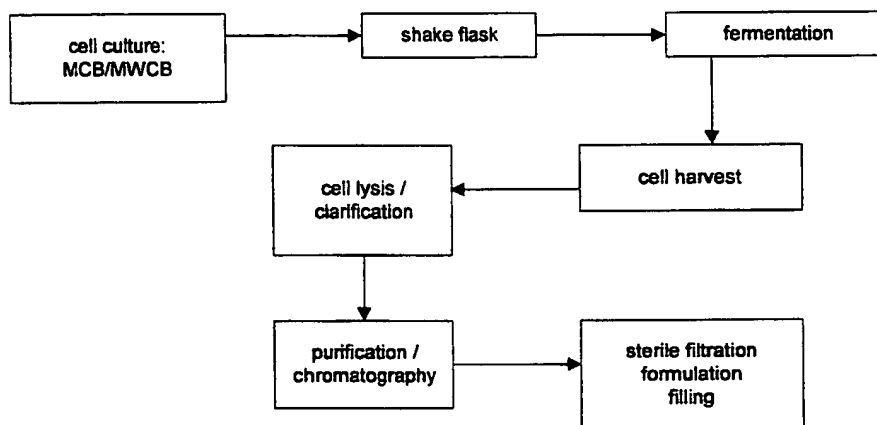 cell culture:
MCB/MWCB
shake flask
fermentation
cell harvest
cell lysis /
clarification
purification /
chromatography
sterile filtration
formulation
filling